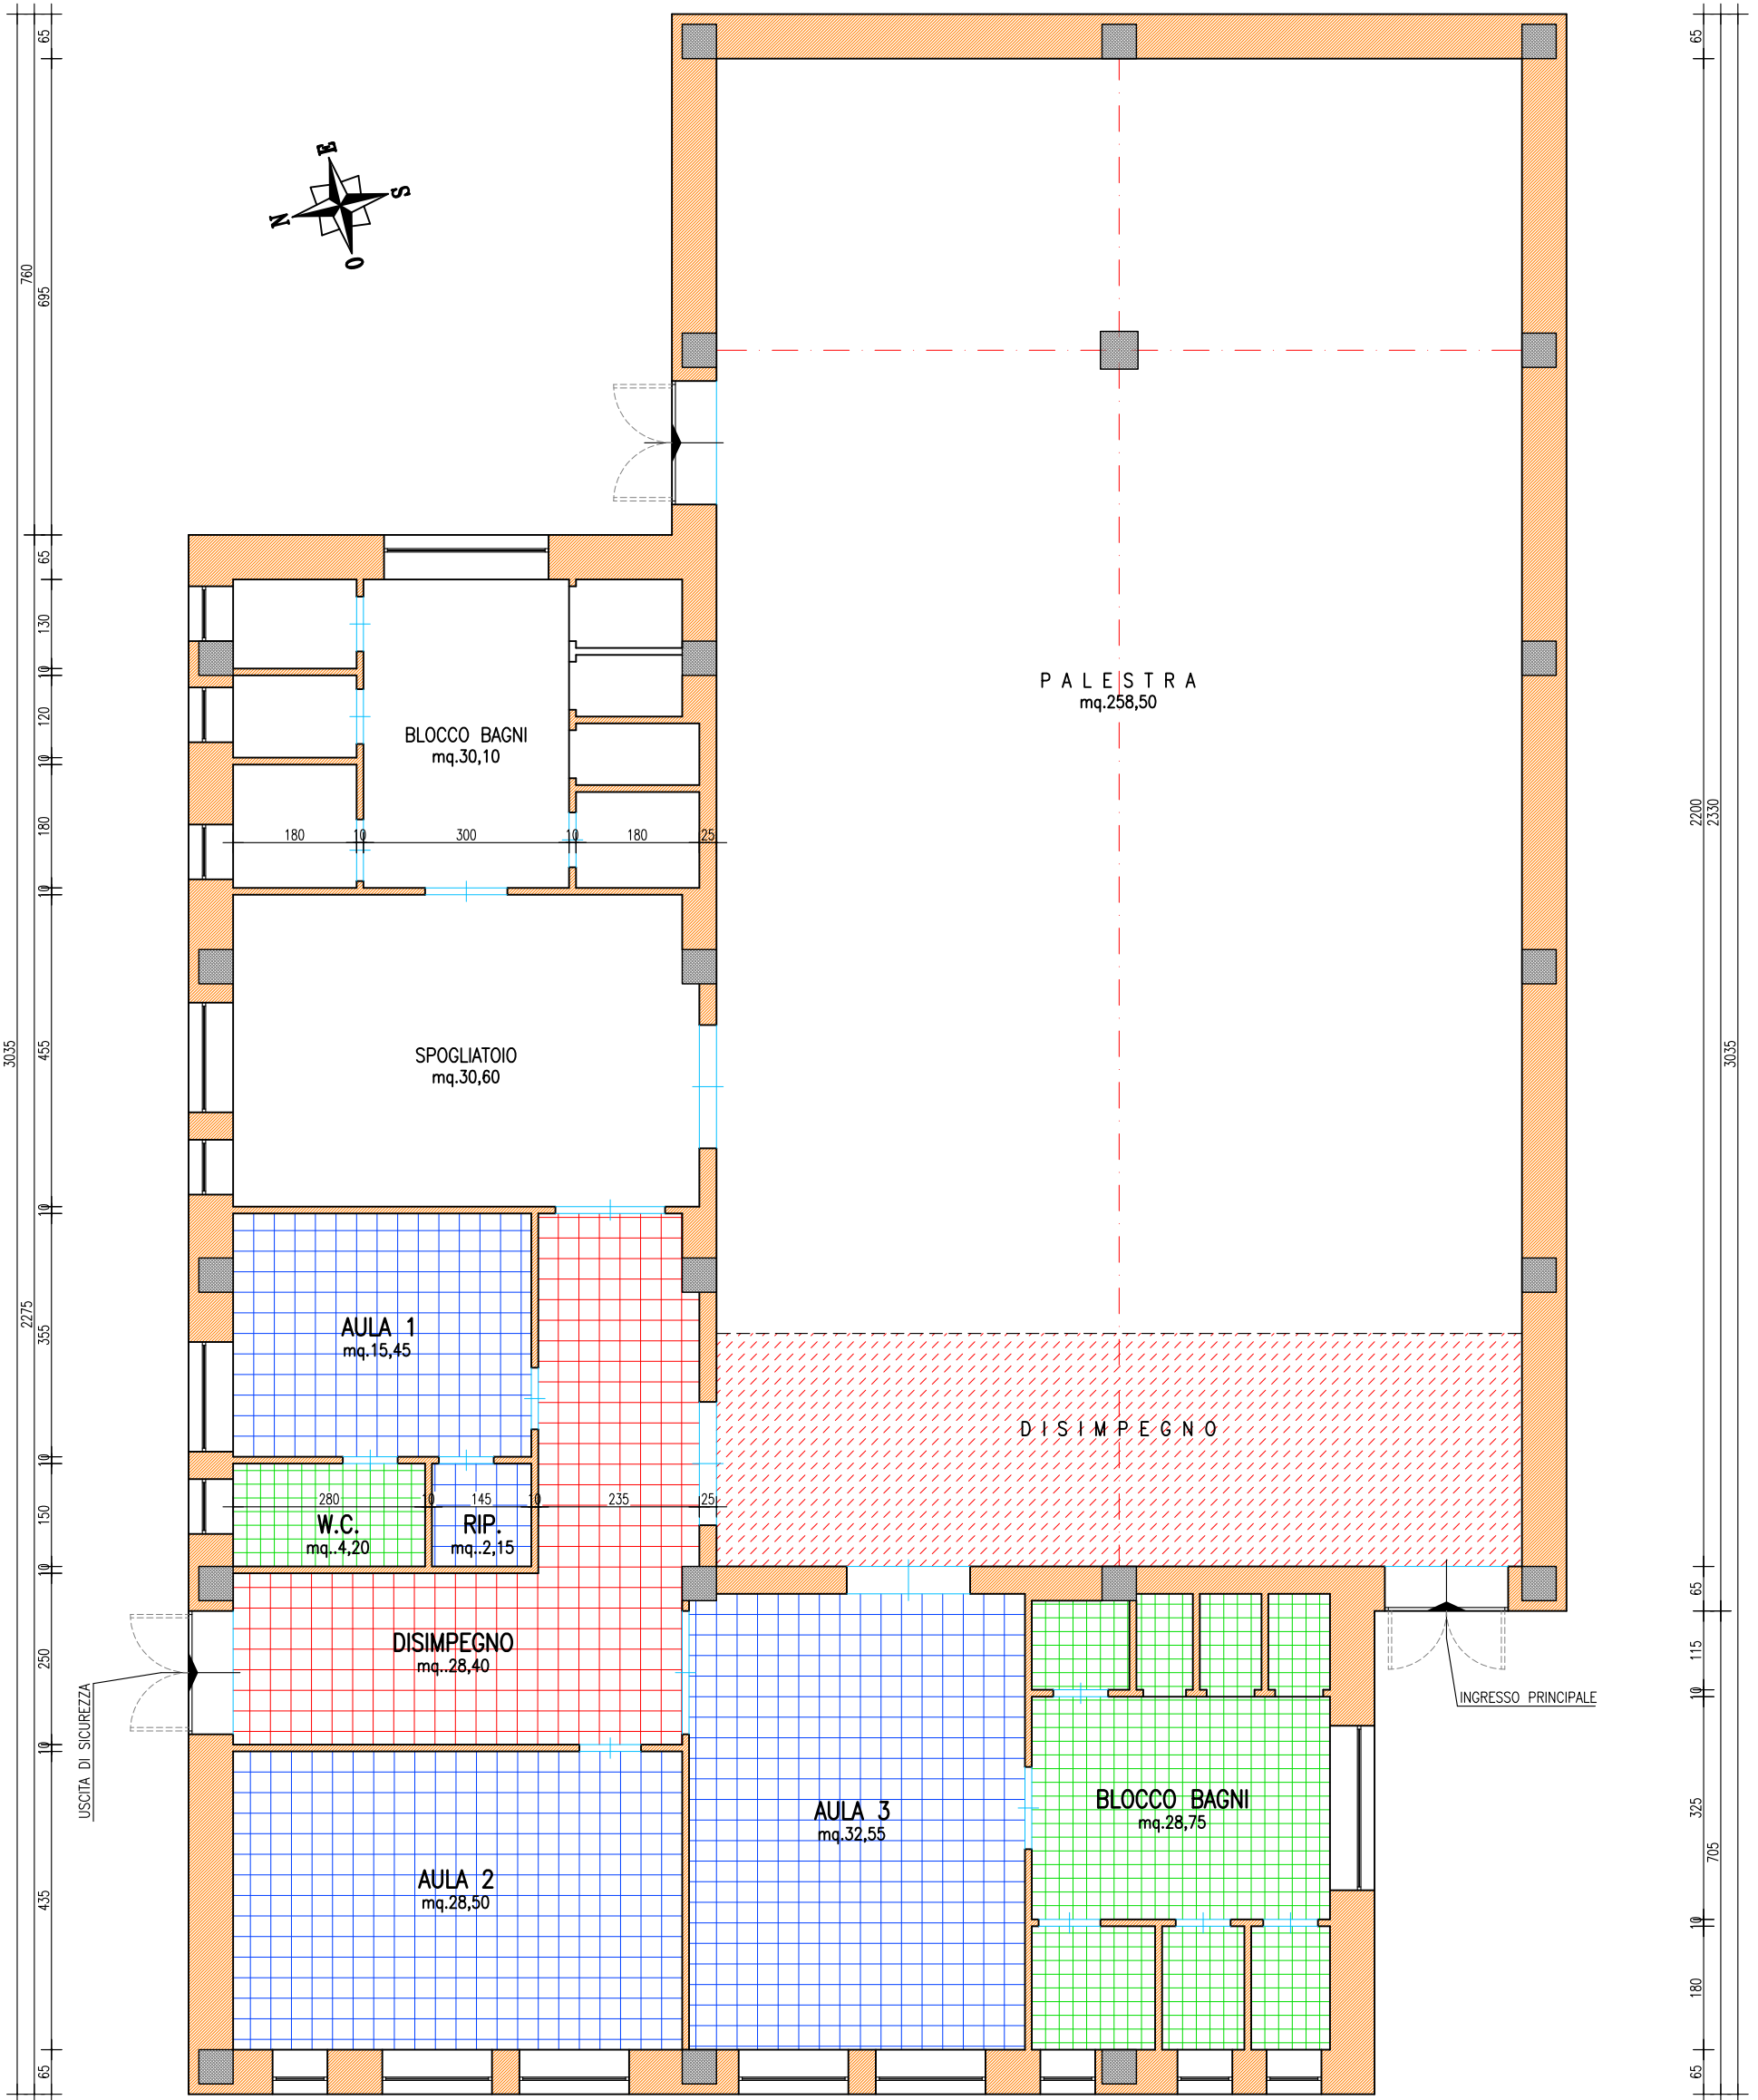 65
65
E
S
N
O
760
695
65
130
10
120
10
180
10
P A L E S T R A
mq.258,50
BLOCCO BAGNI
mq.30,10
180
10
300
10
180
25
2200
2330
3035
455
3035
SPOGLIATOIO
mq.30,60
10
2275
355
AULA 1
mq.15,45
D I S I M P E G N O
10
150
280
10
145
10
235
25
W.C.
mq..4,20
RIP.
mq..2,15
10
65
250
DISIMPEGNO
mq..28,40
115
10
USCITA DI SICUREZZA
INGRESSO PRINCIPALE
10
AULA 3
mq.32,55
BLOCCO BAGNI
mq.28,75
325
705
AULA 2
mq.28,50
435
10
180
65
65